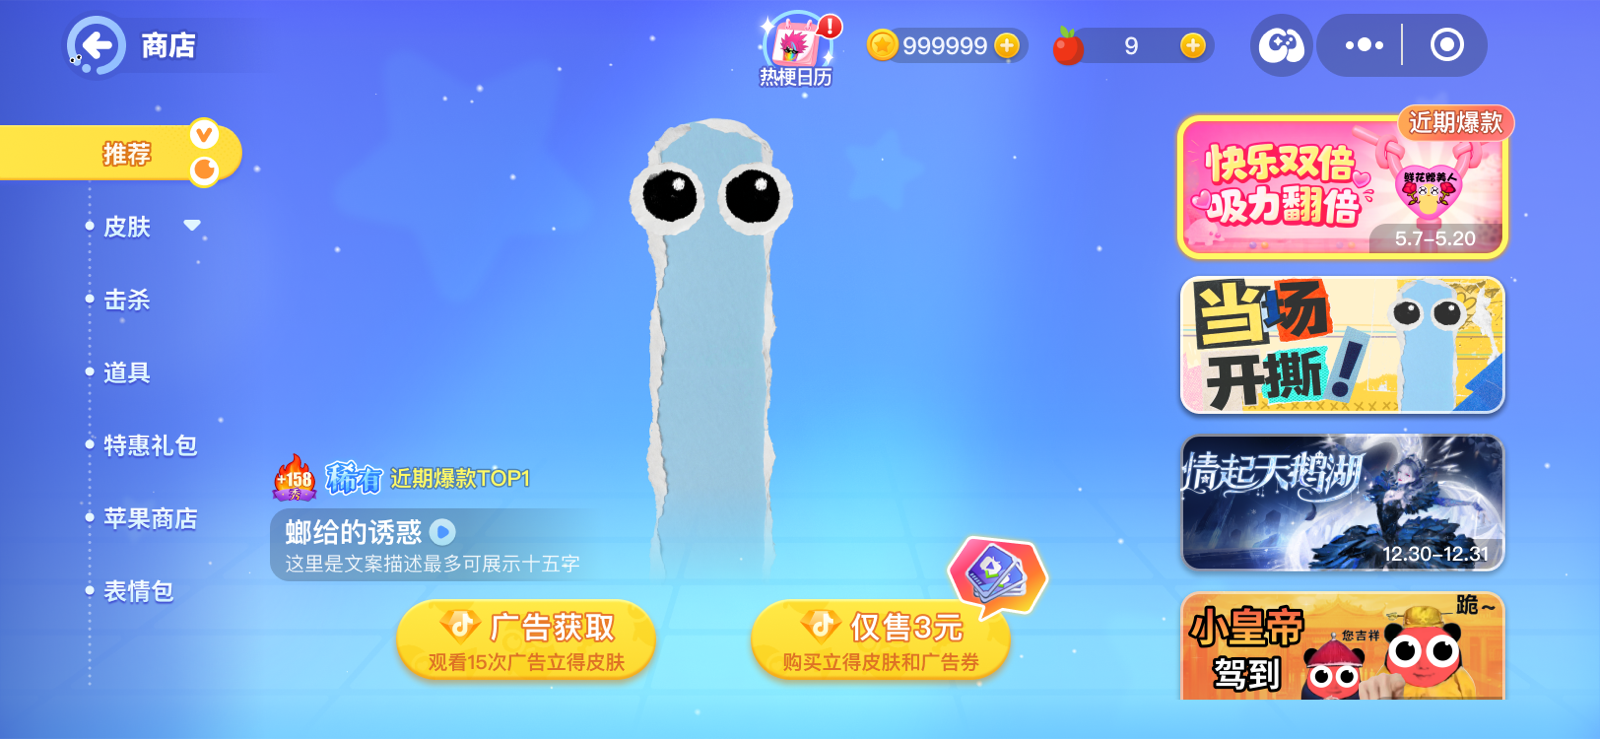 商店
热梗日历
!
999999
9
推荐
皮肤
击杀
道具
特惠礼包
苹果商店
表情包
+158
秀
稀有
近期爆款TOP1
螂给的诱惑
这里是文案描述最多可展示十五字
广告获取
观看15次广告立得皮肤
仅售3元
购买立得皮肤和广告券
近期爆款
快乐双倍
吸力翻倍
鲜花赠美人
5.7-5.20
当场
开撕!
情起天鹅湖
12.30-12.31
小皇帝
驾到
您吉祥
跪~